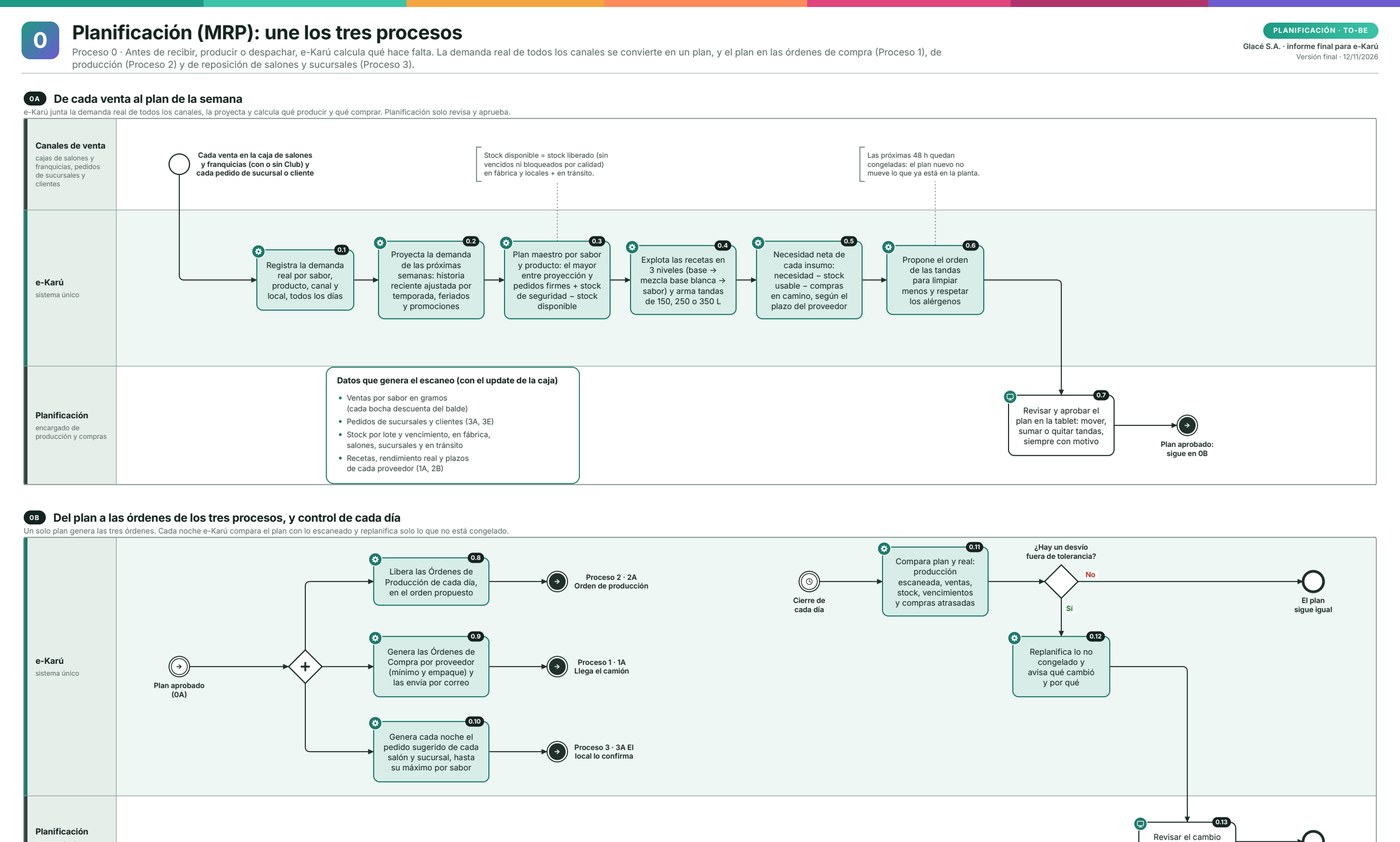 0
Planificación (MRP): une los tres procesos
Proceso 0 · Antes de recibir, producir o despachar, e-Karú calcula qué hace falta. La demanda real de todos los canales se convierte en un plan, y el plan en las órdenes de compra (Proceso 1), de
producción (Proceso 2) y de reposición de salones y sucursales (Proceso 3).
PLANIFICACIÓN · TO-BE
Glacé S.A. · informe final para e-Karú
Versión final · 12/11/2026
0A De cada venta al plan de la semana
e-Karú junta la demanda real de todos los canales, la proyecta y calcula qué producir y qué comprar. Planificación solo revisa y aprueba.
Canales de venta
cajas de salones y
franquicias, pedidos
de sucursales y
clientes
Cada venta en la caja de salones
y franquicias (con o sin Club) y
cada pedido de sucursal o cliente
Stock disponible = stock liberado (sin
vencidos ni bloqueados por calidad)
en fábrica y locales + en tránsito.
Las próximas 48 h quedan
congeladas: el plan nuevo no
mueve lo que ya está en la planta.
e-Karú
sistema único
0.1
Registra la demanda
real por sabor,
producto, canal y
local, todos los días
0.2
Proyecta la demanda
de las próximas
semanas: historia
reciente ajustada por
temporada, feriados
y promociones
0.3
Plan maestro por sabor
y producto: el mayor
entre proyección y
pedidos firmes + stock
de seguridad − stock
disponible
0.4
Explota las recetas en
3 niveles (base →
mezcla base blanca →
sabor) y arma tandas
de 150, 250 o 350 L
0.5
Necesidad neta de
cada insumo:
necesidad − stock
usable − compras
en camino, según el
plazo del proveedor
0.6
Propone el orden
de las tandas
para limpiar
menos y respetar
los alérgenos
Planificación
encargado de
producción y compras
Datos que genera el escaneo (con el update de la caja)
• Ventas por sabor en gramos
(cada bocha descuenta del balde)
• Pedidos de sucursales y clientes (3A, 3E)
• Stock por lote y vencimiento, en fábrica,
salones, sucursales y en tránsito
• Recetas, rendimiento real y plazos
de cada proveedor (1A, 2B)
0.7
Revisar y aprobar el
plan en la tablet: mover,
sumar o quitar tandas,
siempre con motivo
Plan aprobado:
sigue en 0B
0B Del plan a las órdenes de los tres procesos, y control de cada día
Un solo plan genera las tres órdenes. Cada noche e-Karú compara el plan con lo escaneado y replanifica solo lo que no está congelado.
e-Karú
sistema único
Plan aprobado
(0A)
0.8
Libera las Órdenes de
Producción de cada día,
en el orden propuesto
Proceso 2 · 2A
Orden de producción
0.9
Genera las Órdenes de
Compra por proveedor
(mínimo y empaque) y
las envía por correo
Proceso 1 · 1A
Llega el camión
0.10
Genera cada noche el
pedido sugerido de cada
salón y sucursal, hasta
su máximo por sabor
Proceso 3 · 3A El
local lo confirma
Cierre de
cada día
0.11
Compara plan y real:
producción
escaneada, ventas,
stock, vencimientos
y compras atrasadas
¿Hay un desvío
fuera de tolerancia?
No
Sí
El plan
sigue igual
0.12
Replanifica lo no
congelado y
avisa qué cambió
y por qué
Planificación
0.13
Revisar el cambio